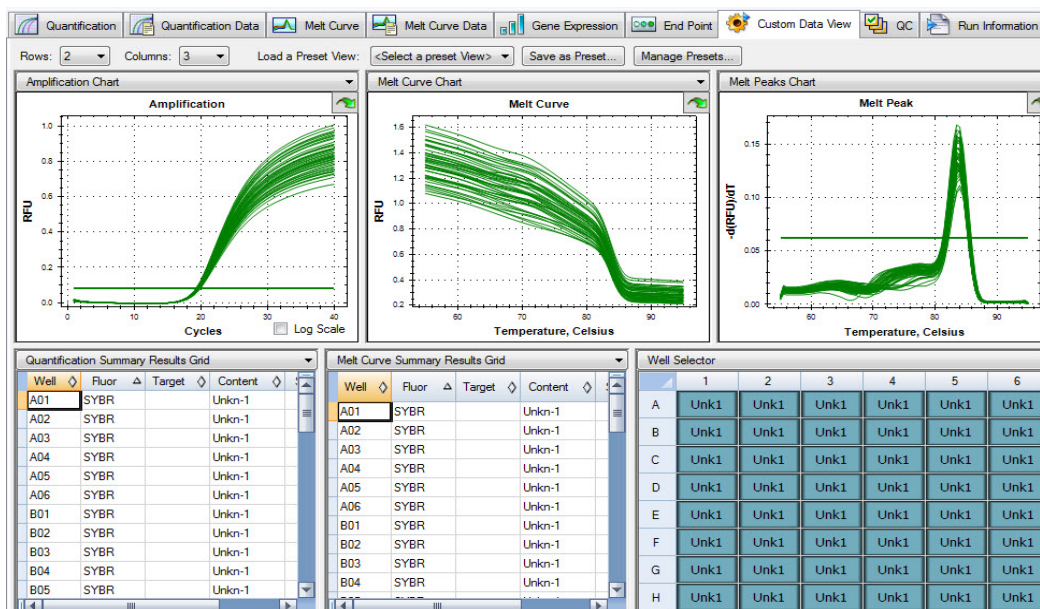 Quantification Quantification Data Melt Curve Melt Curve Data Gene Expression End Point Custom Data View QC Run Information
Rows: 2 Columns: 3 Load a Preset View: <Select a preset View> Save as Preset... Manage Presets...
Amplification Chart
Amplification
1.0
0.8
0.6
0.4
0.2
0.0
RFU
0 10 20 30 40
Cycles
Log Scale
Melt Curve Chart
Melt Curve
1.6
1.4
1.2
1.0
0.8
0.6
0.4
0.2
RFU
60 70 80 90
Temperature, Celsius
Melt Peaks Chart
Melt Peak
0.15
0.10
0.05
0.00
-d(RFU)/dT
60 70 80 90
Temperature, Celsius
Quantification Summary Results Grid
Well Fluor Target Content
A01 SYBR Unkn-1
A02 SYBR Unkn-1
A03 SYBR Unkn-1
A04 SYBR Unkn-1
A05 SYBR Unkn-1
A06 SYBR Unkn-1
B01 SYBR Unkn-1
B02 SYBR Unkn-1
B03 SYBR Unkn-1
B04 SYBR Unkn-1
B05 SYBR Unkn-1
Melt Curve Summary Results Grid
Well Fluor Target Content
A01 SYBR Unkn-1
A02 SYBR Unkn-1
A03 SYBR Unkn-1
A04 SYBR Unkn-1
A05 SYBR Unkn-1
A06 SYBR Unkn-1
B01 SYBR Unkn-1
B02 SYBR Unkn-1
B03 SYBR Unkn-1
B04 SYBR Unkn-1
Well Selector
1 2 3 4 5 6
A Unk1 Unk1 Unk1 Unk1 Unk1 Unk1
B Unk1 Unk1 Unk1 Unk1 Unk1 Unk1
C Unk1 Unk1 Unk1 Unk1 Unk1 Unk1
D Unk1 Unk1 Unk1 Unk1 Unk1 Unk1
E Unk1 Unk1 Unk1 Unk1 Unk1 Unk1
F Unk1 Unk1 Unk1 Unk1 Unk1 Unk1
G Unk1 Unk1 Unk1 Unk1 Unk1 Unk1
H Unk1 Unk1 Unk1 Unk1 Unk1 Unk1